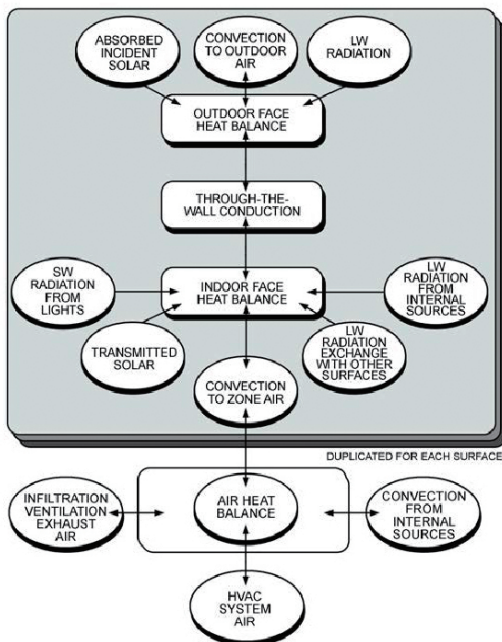 ABSORBED
INCIDENT
SOLAR
CONVECTION
TO OUTDOOR
AIR
LW
RADIATION
OUTDOOR FACE
HEAT BALANCE
THROUGH-THE-
WALL CONDUCTION
SW
RADIATION
FROM
LIGHTS
INDOOR FACE
HEAT BALANCE
LW
RADIATION
FROM
INTERNAL
SOURCES
TRANSMITTED
SOLAR
LW
RADIATION
EXCHANGE
WITH OTHER
SURFACES
CONVECTION
TO ZONE AIR
DUPLICATED FOR EACH SURFACE
INFILTRATION
VENTILATION
EXHAUST
AIR
AIR HEAT
BALANCE
CONVECTION
FROM
INTERNAL
SOURCES
HVAC
SYSTEM
AIR